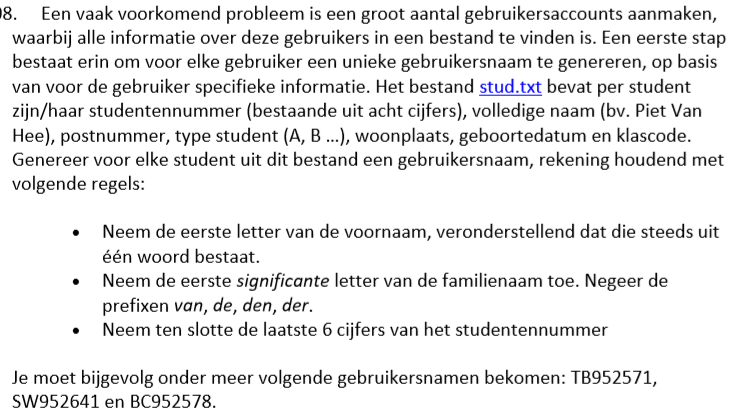 08. Een vaak voorkomend probleem is een groot aantal gebruikersaccounts aanmaken,
waarbij alle informatie over deze gebruikers in een bestand te vinden is. Een eerste stap
bestaat erin om voor elke gebruiker een unieke gebruikersnaam te genereren, op basis
van voor de gebruiker specifieke informatie. Het bestand stud.txt bevat per student
zijn/haar studentennummer (bestaande uit acht cijfers), volledige naam (bv. Piet Van
Hee), postnummer, type student (A, B ...), woonplaats, geboortedatum en klascode.
Genereer voor elke student uit dit bestand een gebruikersnaam, rekening houdend met
volgende regels:
• Neem de eerste letter van de voornaam, veronderstellend dat die steeds uit
één woord bestaat.
• Neem de eerste significante letter van de familienaam toe. Negeer de
prefixen van, de, den, der.
• Neem ten slotte de laatste 6 cijfers van het studentennummer
Je moet bijgevolg onder meer volgende gebruikersnamen bekomen: TB952571,
SW952641 en BC952578.